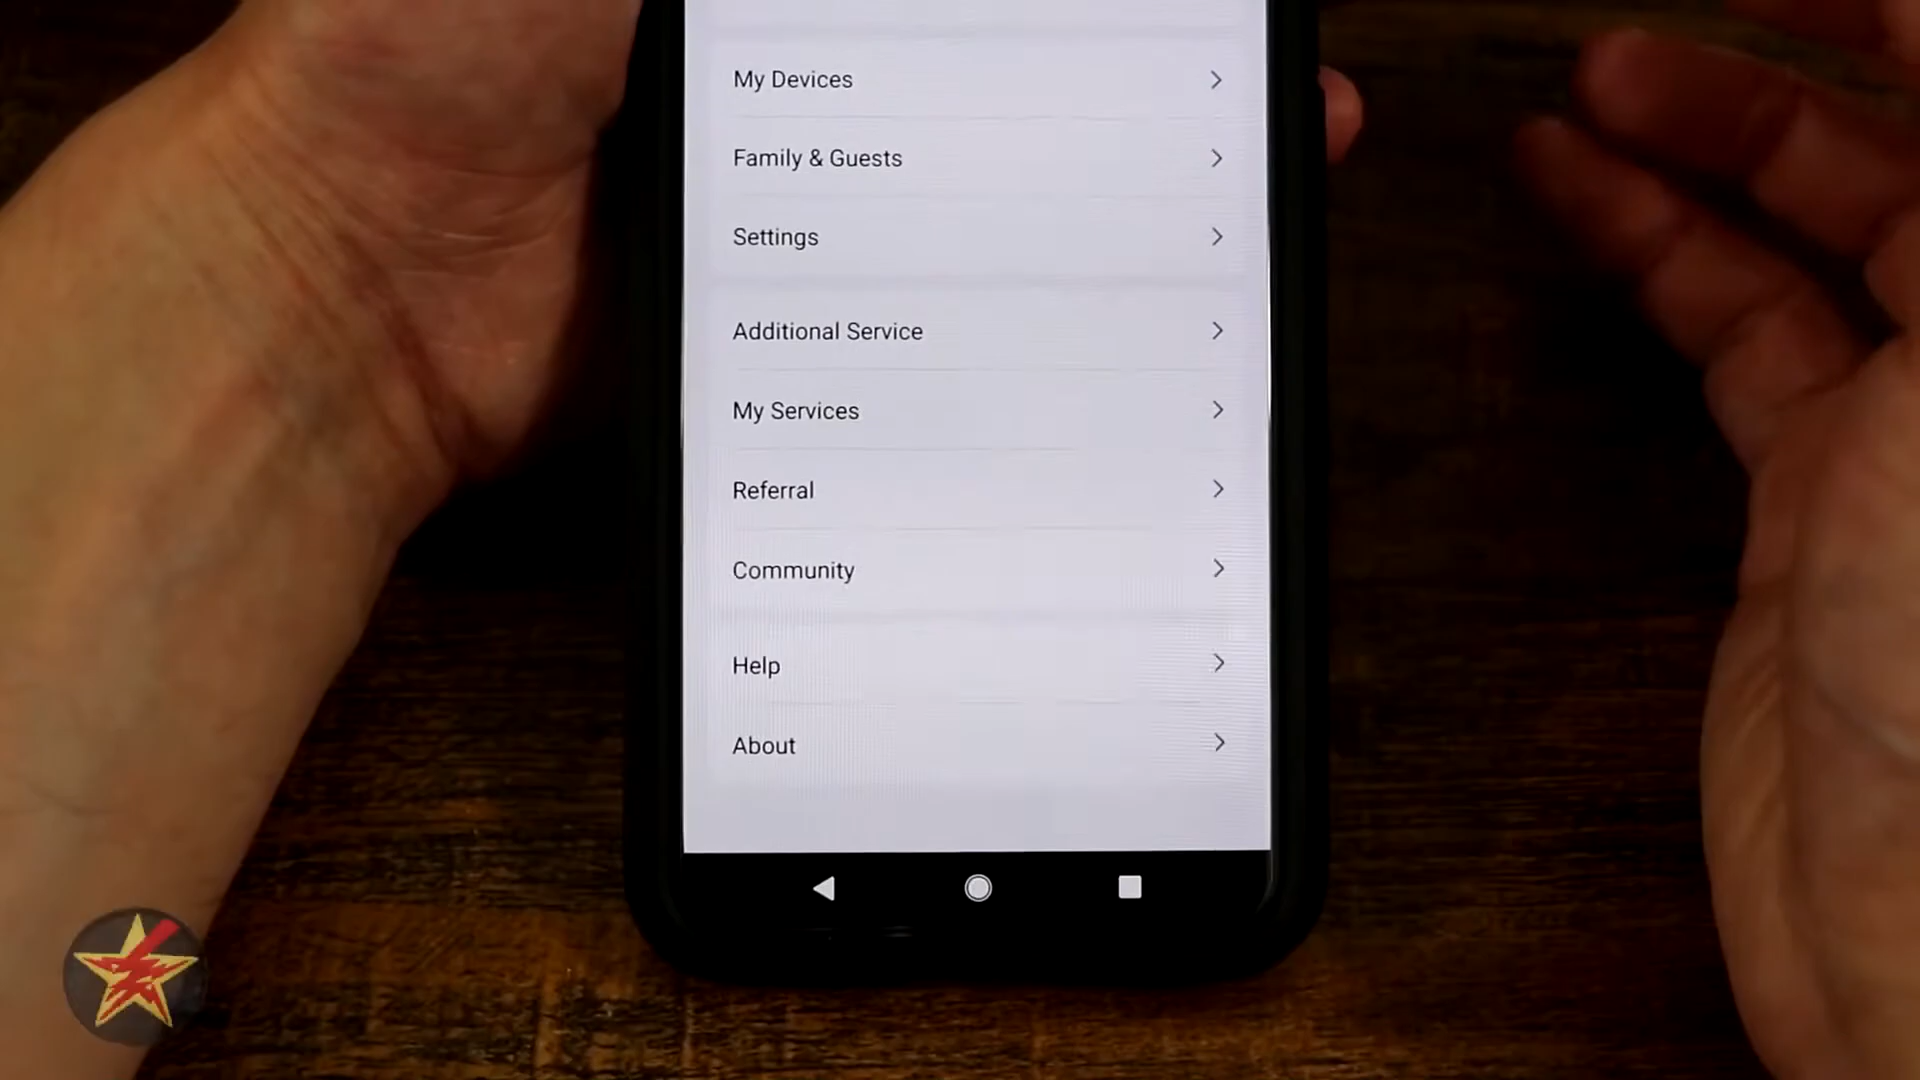 My Devices
Family & Guests
Settings
Additional Service
My Services
Referral
Community
Help
About